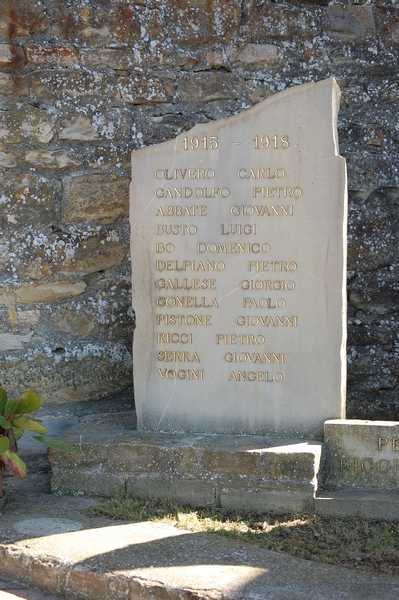 1915 - 1918
OLIVERO CARLO
GANDOLFO PIETRO
ABBATE GIOVANNI
BUSTO LUIGI
BO DOMENICO
DELPIANO PIETRO
GALLESE GIORGIO
GONELLA PAOLO
PISTONE GIOVANNI
RICCI PIETRO
SERRA GIOVANNI
VOGINI ANGELO